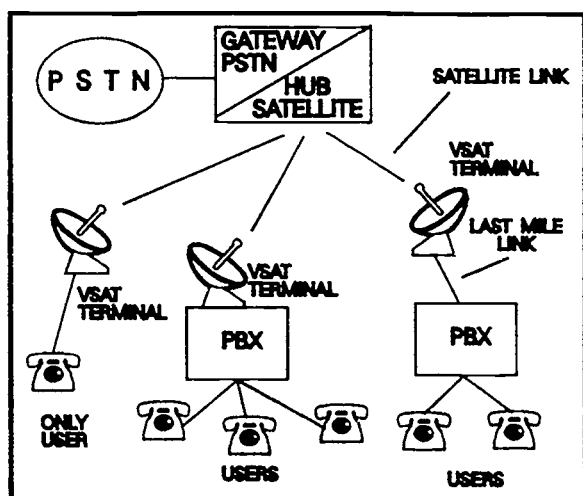 PSTN
GATEWAY
PSTN
HUB
SATELLITE
SATELLITE LINK
VSAT
TERMINAL
LAST MILE
LINK
VSAT
TERMINAL
VSAT
TERMINAL
PBX
PBX
ONLY
USER
USERS
USERS